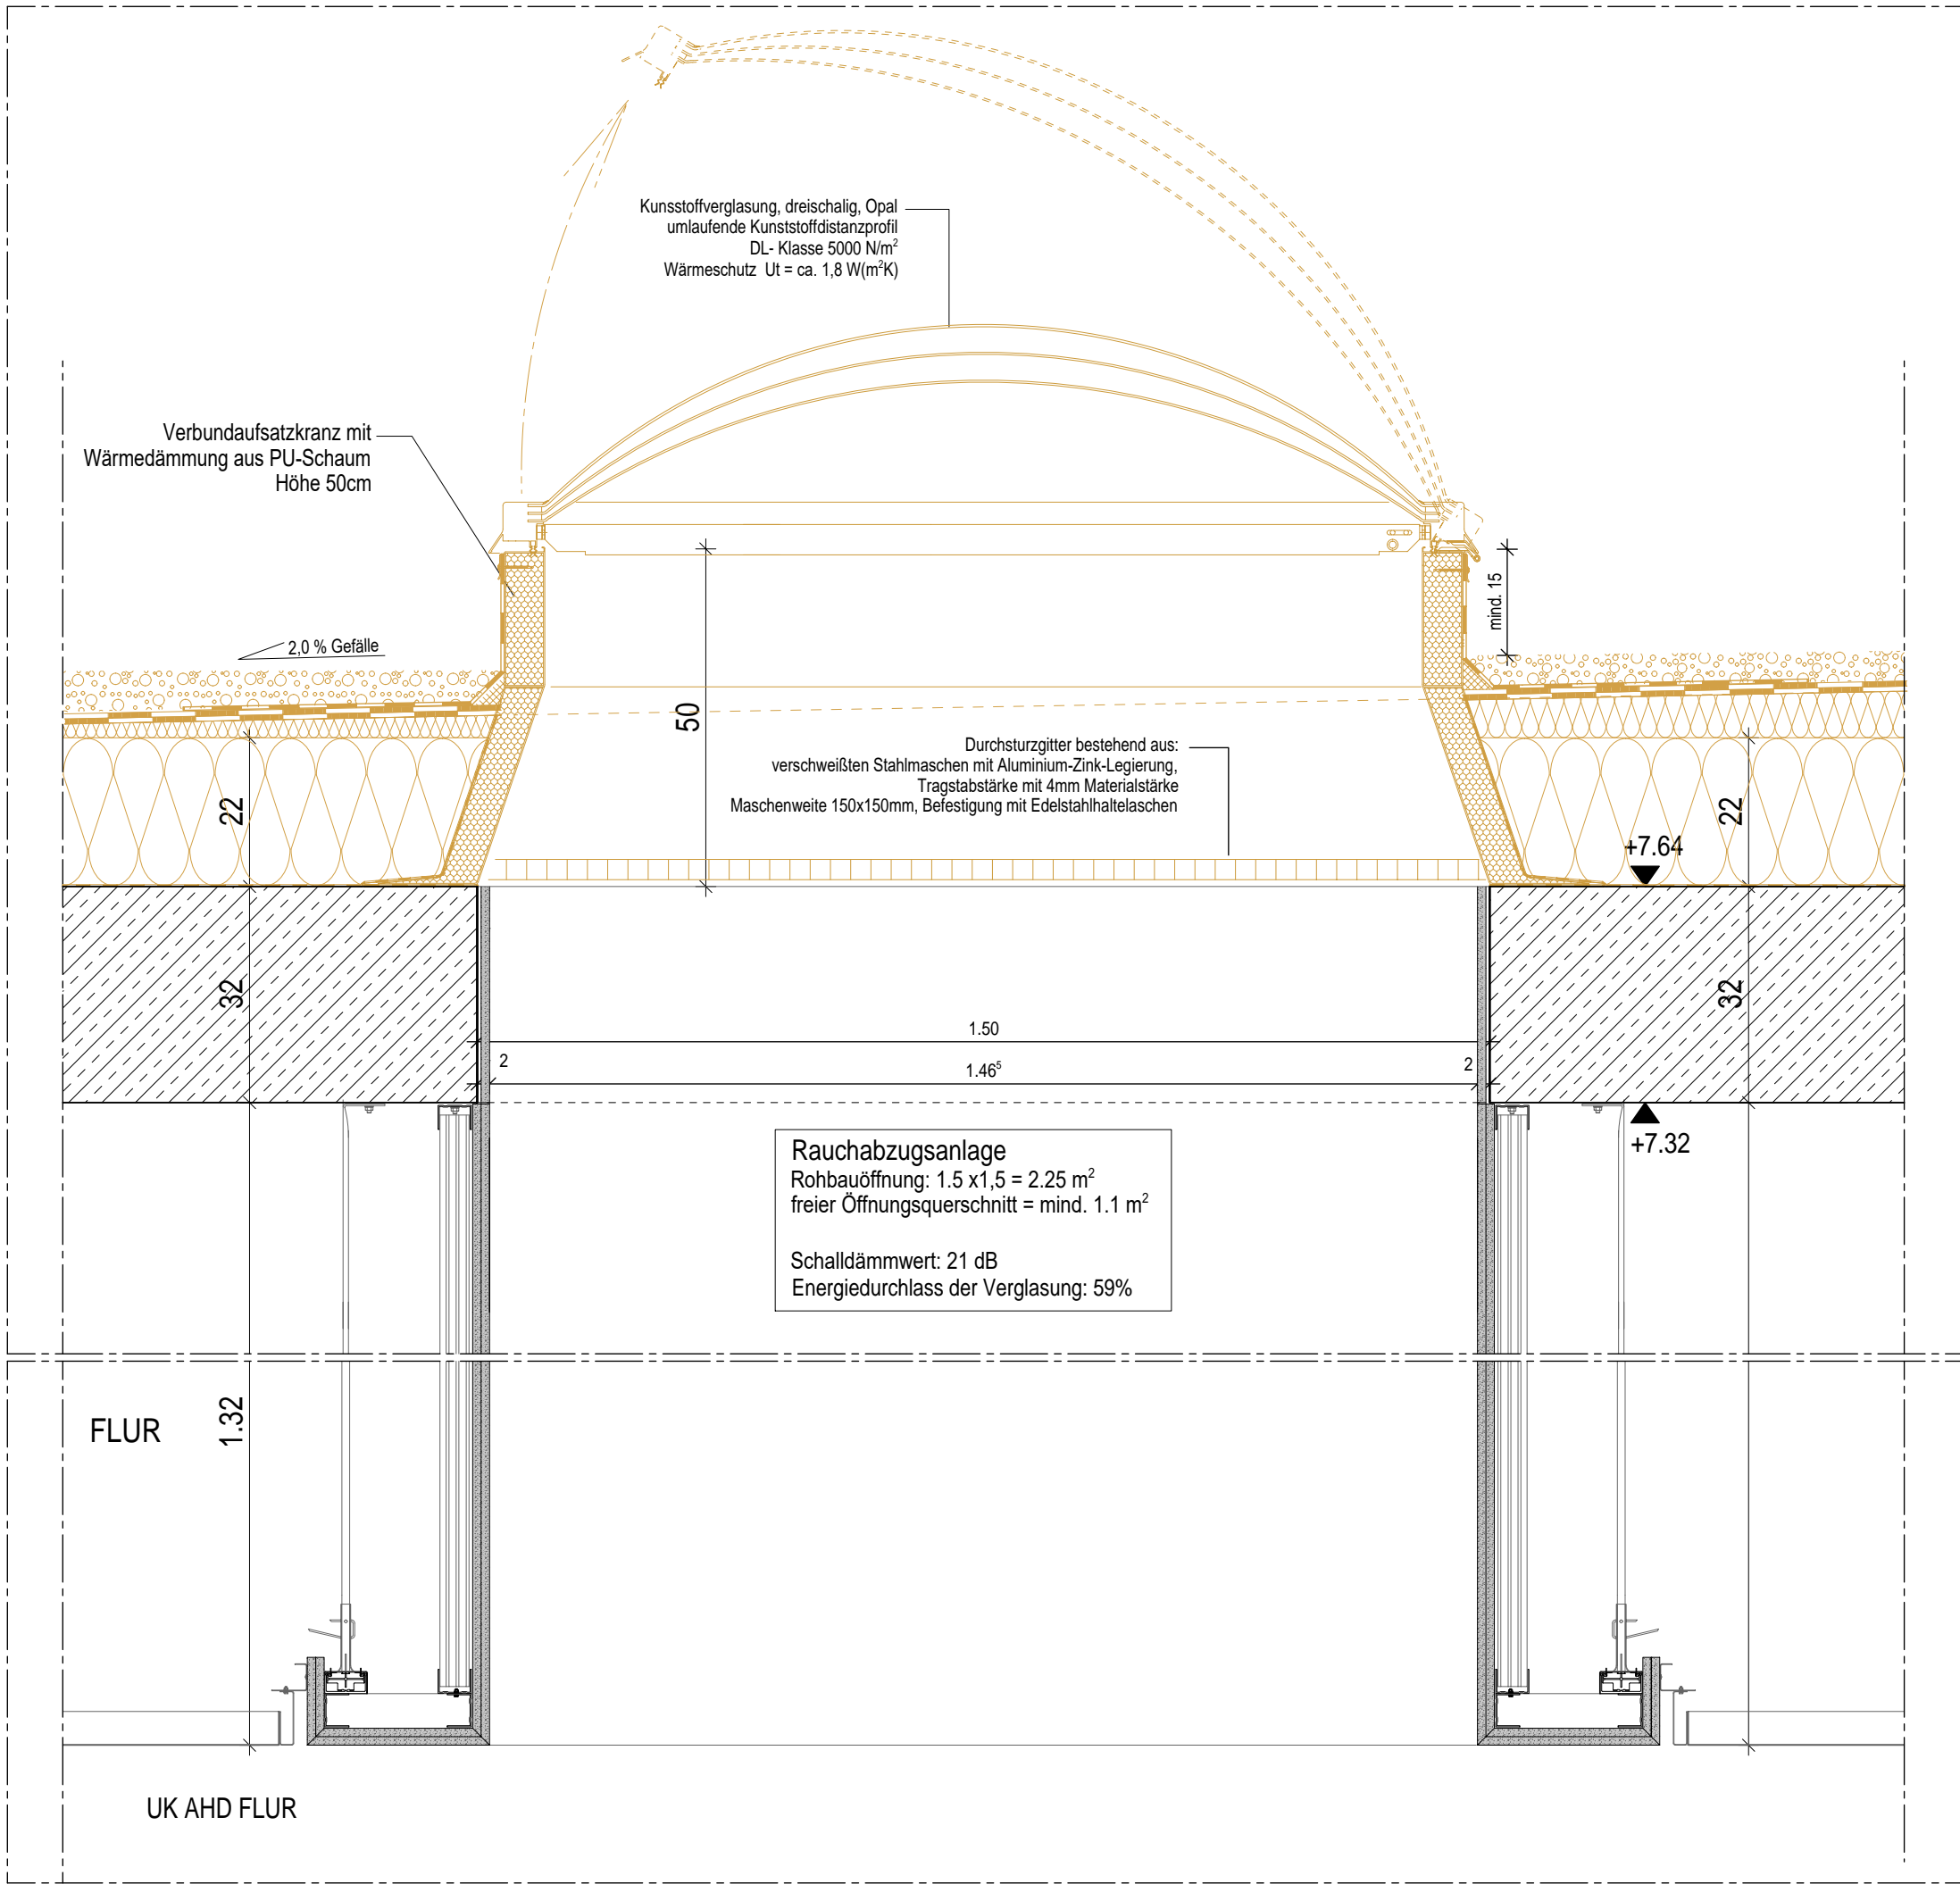 Kunsstoffverglasung, dreischalig, Opal
umlaufende Kunststoffdistanzprofil
DL- Klasse 5000 N/m²
Wärmeschutz  Ut = ca. 1,8 W(m²K)
Verbundaufsatzkranz mit
Wärmedämmung aus PU-Schaum
Höhe 50cm
mind. 15
2,0 % Gefälle
50
Durchsturzgitter bestehend aus:
verschweißten Stahlmaschen mit Aluminium-Zink-Legierung,
Tragstabstärke mit 4mm Materialstärke
Maschenweite 150x150mm, Befestigung mit Edelstahlhaltelaschen
22
22
+7.64
32
32
1.50
2
1.46⁵
2
+7.32
Rauchabzugsanlage
Rohbauöffnung: 1.5 x1,5 = 2.25 m²
freier Öffnungsquerschnitt = mind. 1.1 m²
Schalldämmwert: 21 dB
Energiedurchlass der Verglasung: 59%
FLUR
1.32
UK AHD FLUR